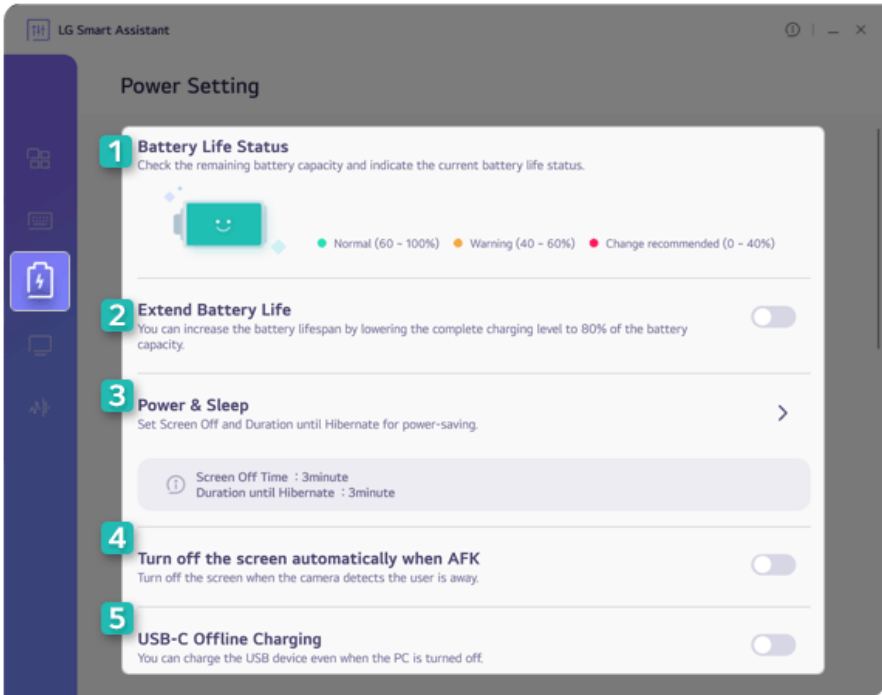 LG Smart Assistant
Power Setting
1
Battery Life Status
Check the remaining battery capacity and indicate the current battery life status.
Normal (60 ~ 100%) Warning (40 ~ 60%) Change recommended (0 ~ 40%)
2
Extend Battery Life
You can increase the battery lifespan by lowering the complete charging level to 80% of the battery
capacity.
3
Power & Sleep
Set Screen Off and Duration until Hibernate for power-saving.
Screen Off Time : 3minute
Duration until Hibernate : 3minute
4
Turn off the screen automatically when AFK
Turn off the screen when the camera detects the user is away.
5
USB-C Offline Charging
You can charge the USB device even when the PC is turned off.